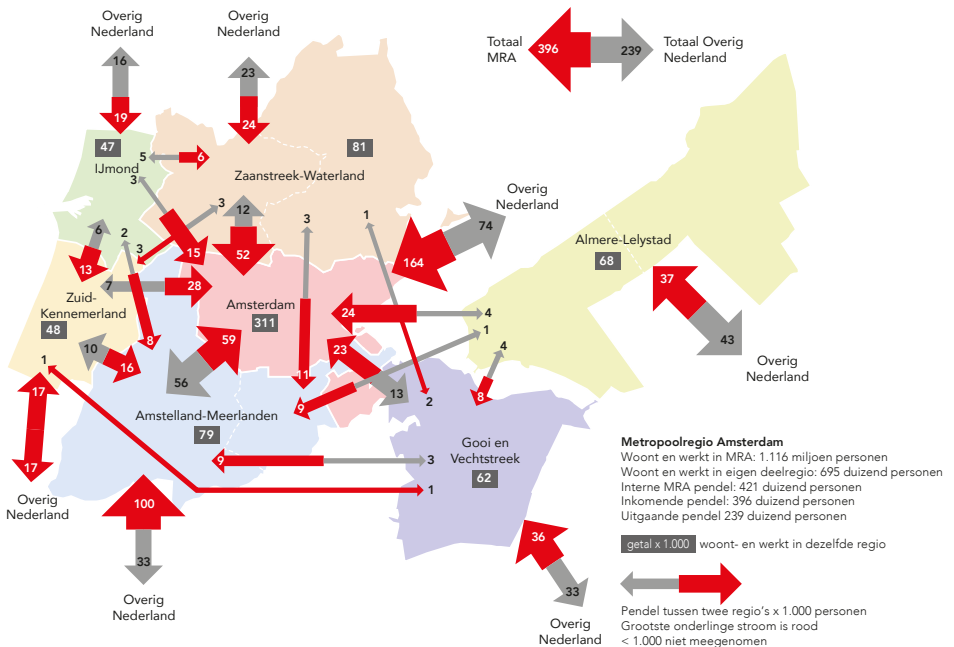 Overig
Nederland
16
19
Overig
Nederland
23
24
Totaal
MRA
396
239
Totaal Overig
Nederland
47
IJmond
5
6
3
81
Zaanstreek-Waterland
3
12
52
3
1
Overig
Nederland
74
164
6
13
2
3
15
7
28
Zuid-
Kennemerland
48
Amsterdam
311
24
4
1
Almere-Lelystad
68
37
43
Overig
Nederland
1
10
16
8
59
56
23
13
11
9
4
8
2
17
17
Overig
Nederland
Amstelland-Meerlanden
79
9
3
1
Gooi en
Vechtstreek
62
100
33
Overig
Nederland
36
33
Overig
Nederland
Metropoolregio Amsterdam
Woont en werkt in MRA: 1.116 miljoen personen
Woont en werkt in eigen deelregio: 695 duizend personen
Interne MRA pendel: 421 duizend personen
Inkomende pendel: 396 duizend personen
Uitgaande pendel 239 duizend personen
getal x 1.000 woont- en werkt in dezelfde regio
Pendel tussen twee regio's x 1.000 personen
Grootste onderlinge stroom is rood
< 1.000 niet meegenomen